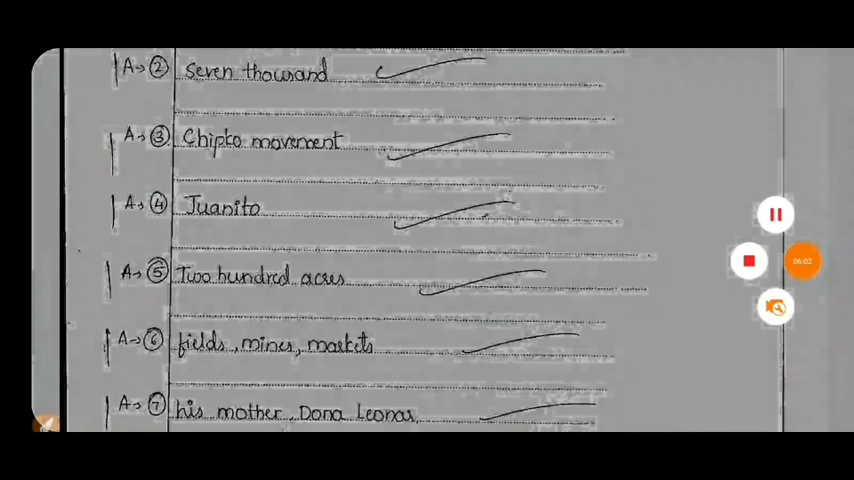 A→ ② Seven thousand
A→ ③ Chipko movement
A→ ④ Juanito
A→ ⑤ Two hundred acres
A→ ⑥ fields, mines, markets
A→ ⑦ his mother, Dona Leonar,
06:02